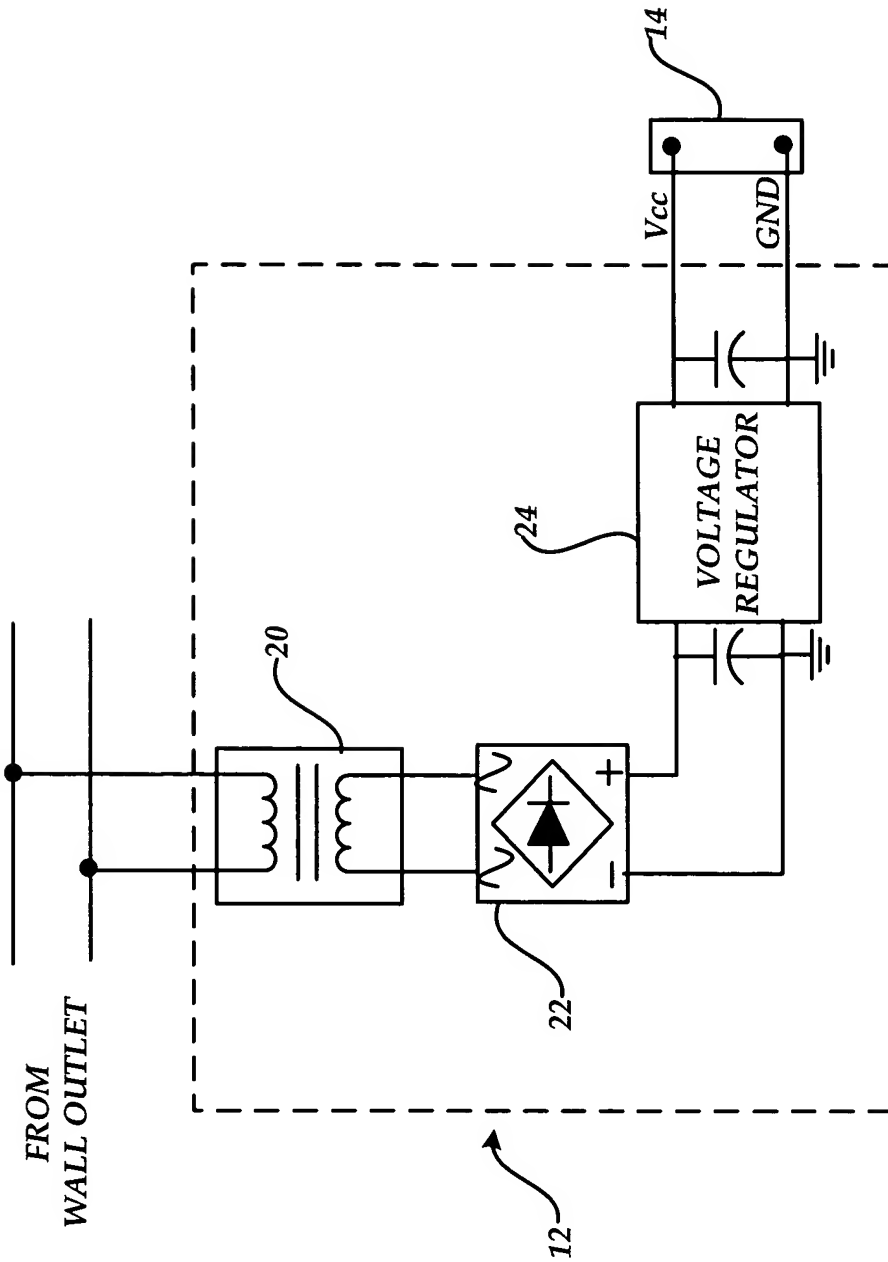 FROM
WALL OUTLET
12
20
22
+
−
24
VOLTAGE
REGULATOR
Vcc
GND
14